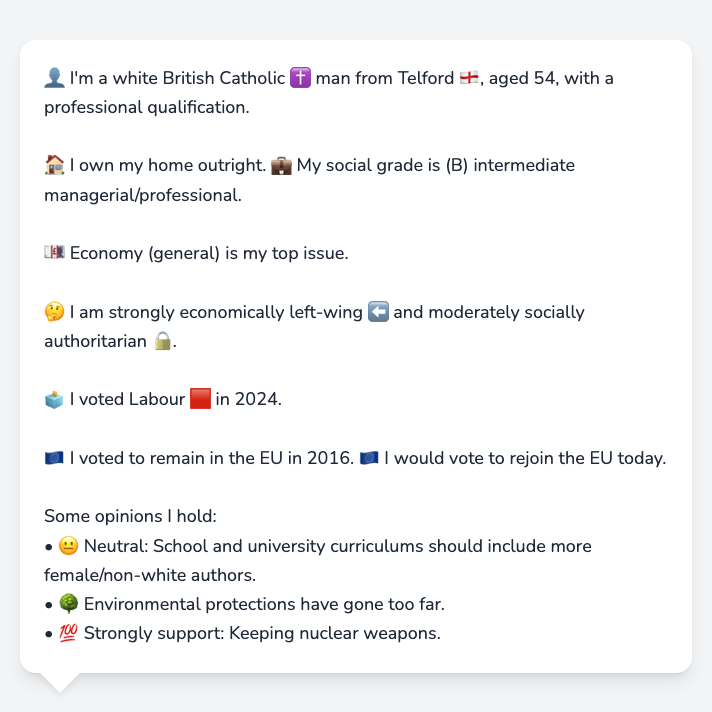 👤 I'm a white British Catholic ✝️ man from Telford 🏴󠁧󠁢󠁥󠁮󠁧󠁿, aged 54, with a
professional qualification.
🏠 I own my home outright. 💼 My social grade is (B) intermediate
managerial/professional.
💷 Economy (general) is my top issue.
🤔 I am strongly economically left-wing ⬅️ and moderately socially
authoritarian 🔒.
🗳️ I voted Labour 🟥 in 2024.
🇪🇺 I voted to remain in the EU in 2016. 🇪🇺 I would vote to rejoin the EU today.
Some opinions I hold:
• 😐 Neutral: School and university curriculums should include more
female/non-white authors.
• 🌳 Environmental protections have gone too far.
• 💯 Strongly support: Keeping nuclear weapons.